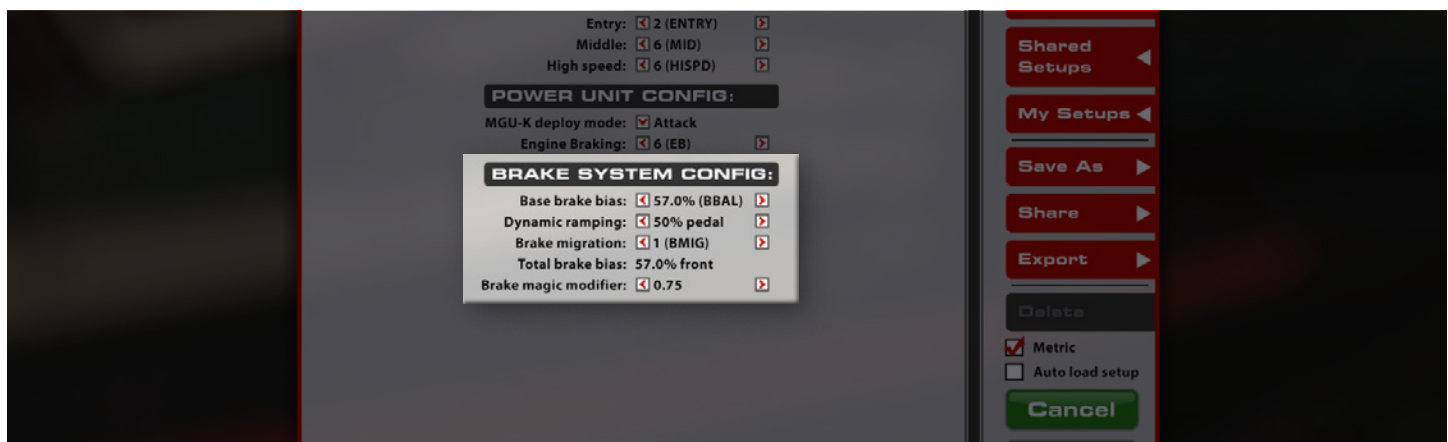 Entry: 2 (ENTRY)
Middle: 6 (MID)
High speed: 6 (HISPD)
POWER UNIT CONFIG:
MGU-K deploy mode: Attack
Engine Braking: 6 (EB)
BRAKE SYSTEM CONFIG:
Base brake bias: 57.0% (BBAL)
Dynamic ramping: 50% pedal
Brake migration: 1 (BMIG)
Total brake bias: 57.0% front
Brake magic modifier: 0.75
Shared
Setups
My Setups
Save As
Share
Export
Delete
Metric
Auto load setup
Cancel